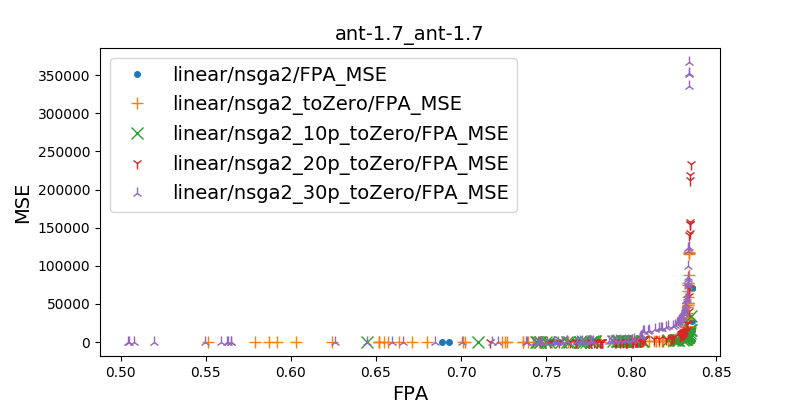 ant-1.7_ant-1.7
350000
300000
250000
200000
150000
100000
50000
0
MSE
linear/nsga2/FPA_MSE
linear/nsga2_toZero/FPA_MSE
linear/nsga2_10p_toZero/FPA_MSE
linear/nsga2_20p_toZero/FPA_MSE
linear/nsga2_30p_toZero/FPA_MSE
0.50 0.55 0.60 0.65 0.70 0.75 0.80 0.85
FPA